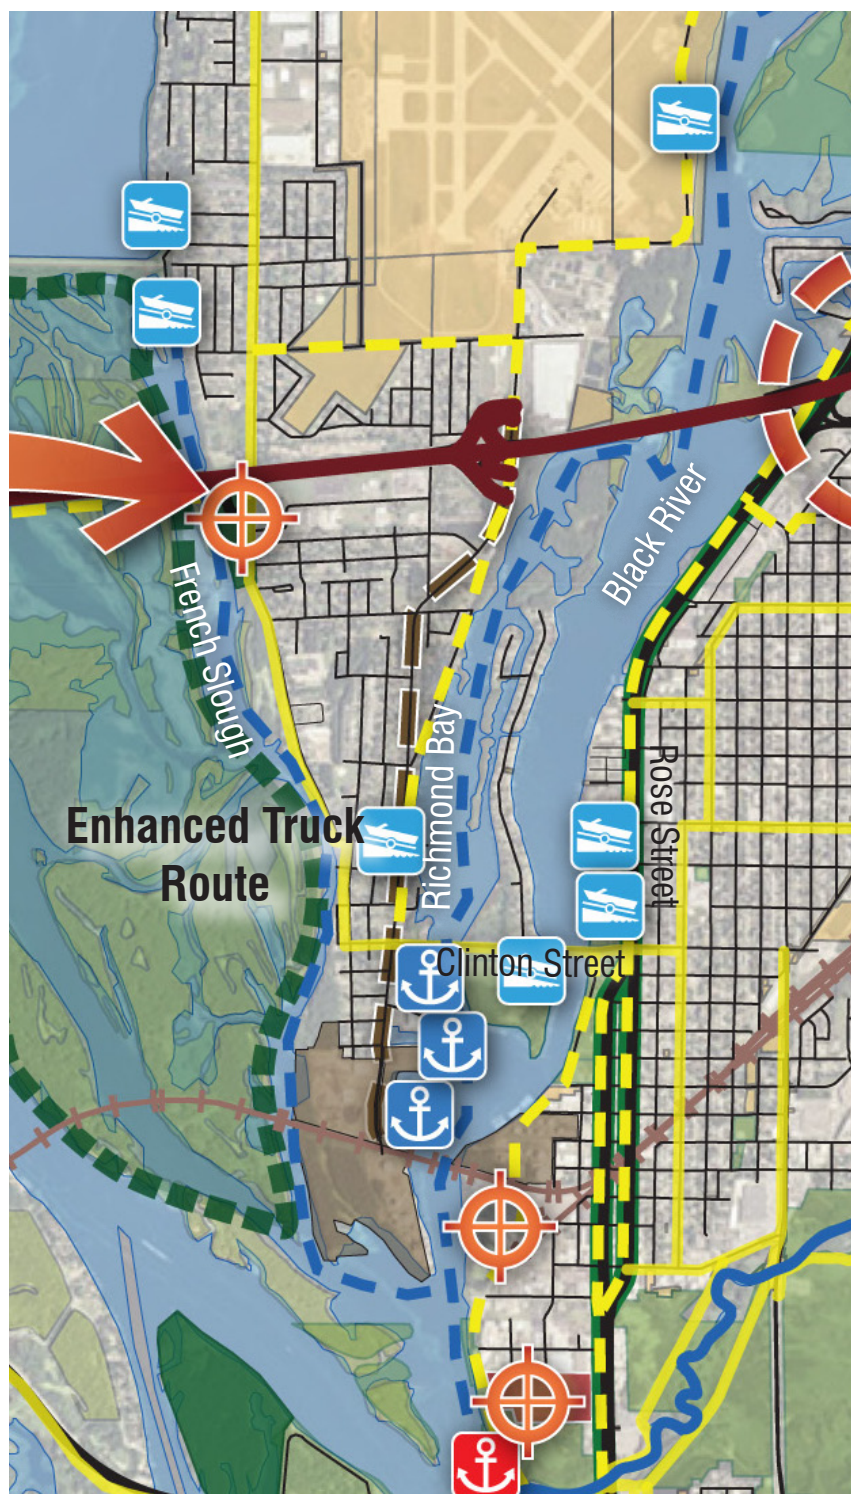 Black River
French Slough
Richmond Bay
Rose Street
Enhanced Truck
Route
Clinton Street